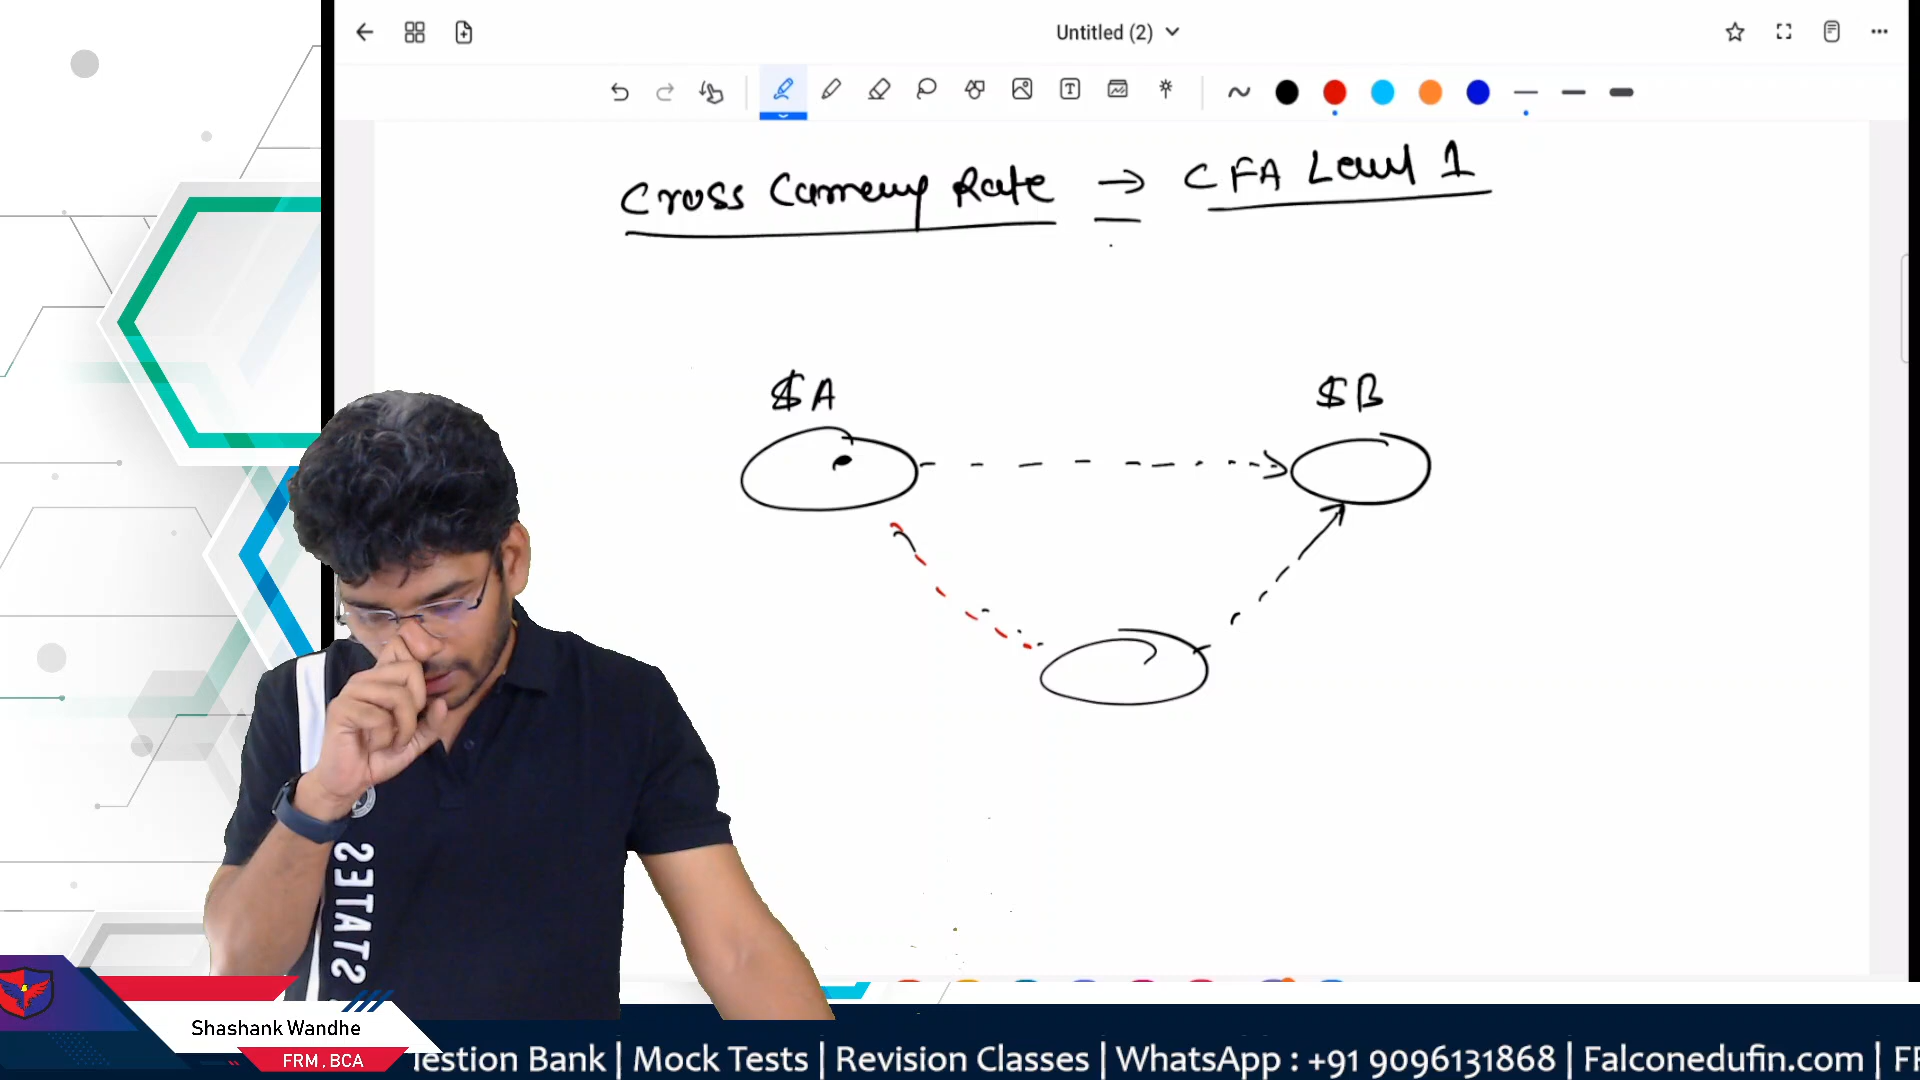 Untitled (2)
Cross Currency Rate → CFA Level 1
$A
$B
STATES
Shashank Wandhe
FRM, BCA
estion Bank | Mock Tests | Revision Classes | WhatsApp : +91 9096131868 | Falconedufin.com |